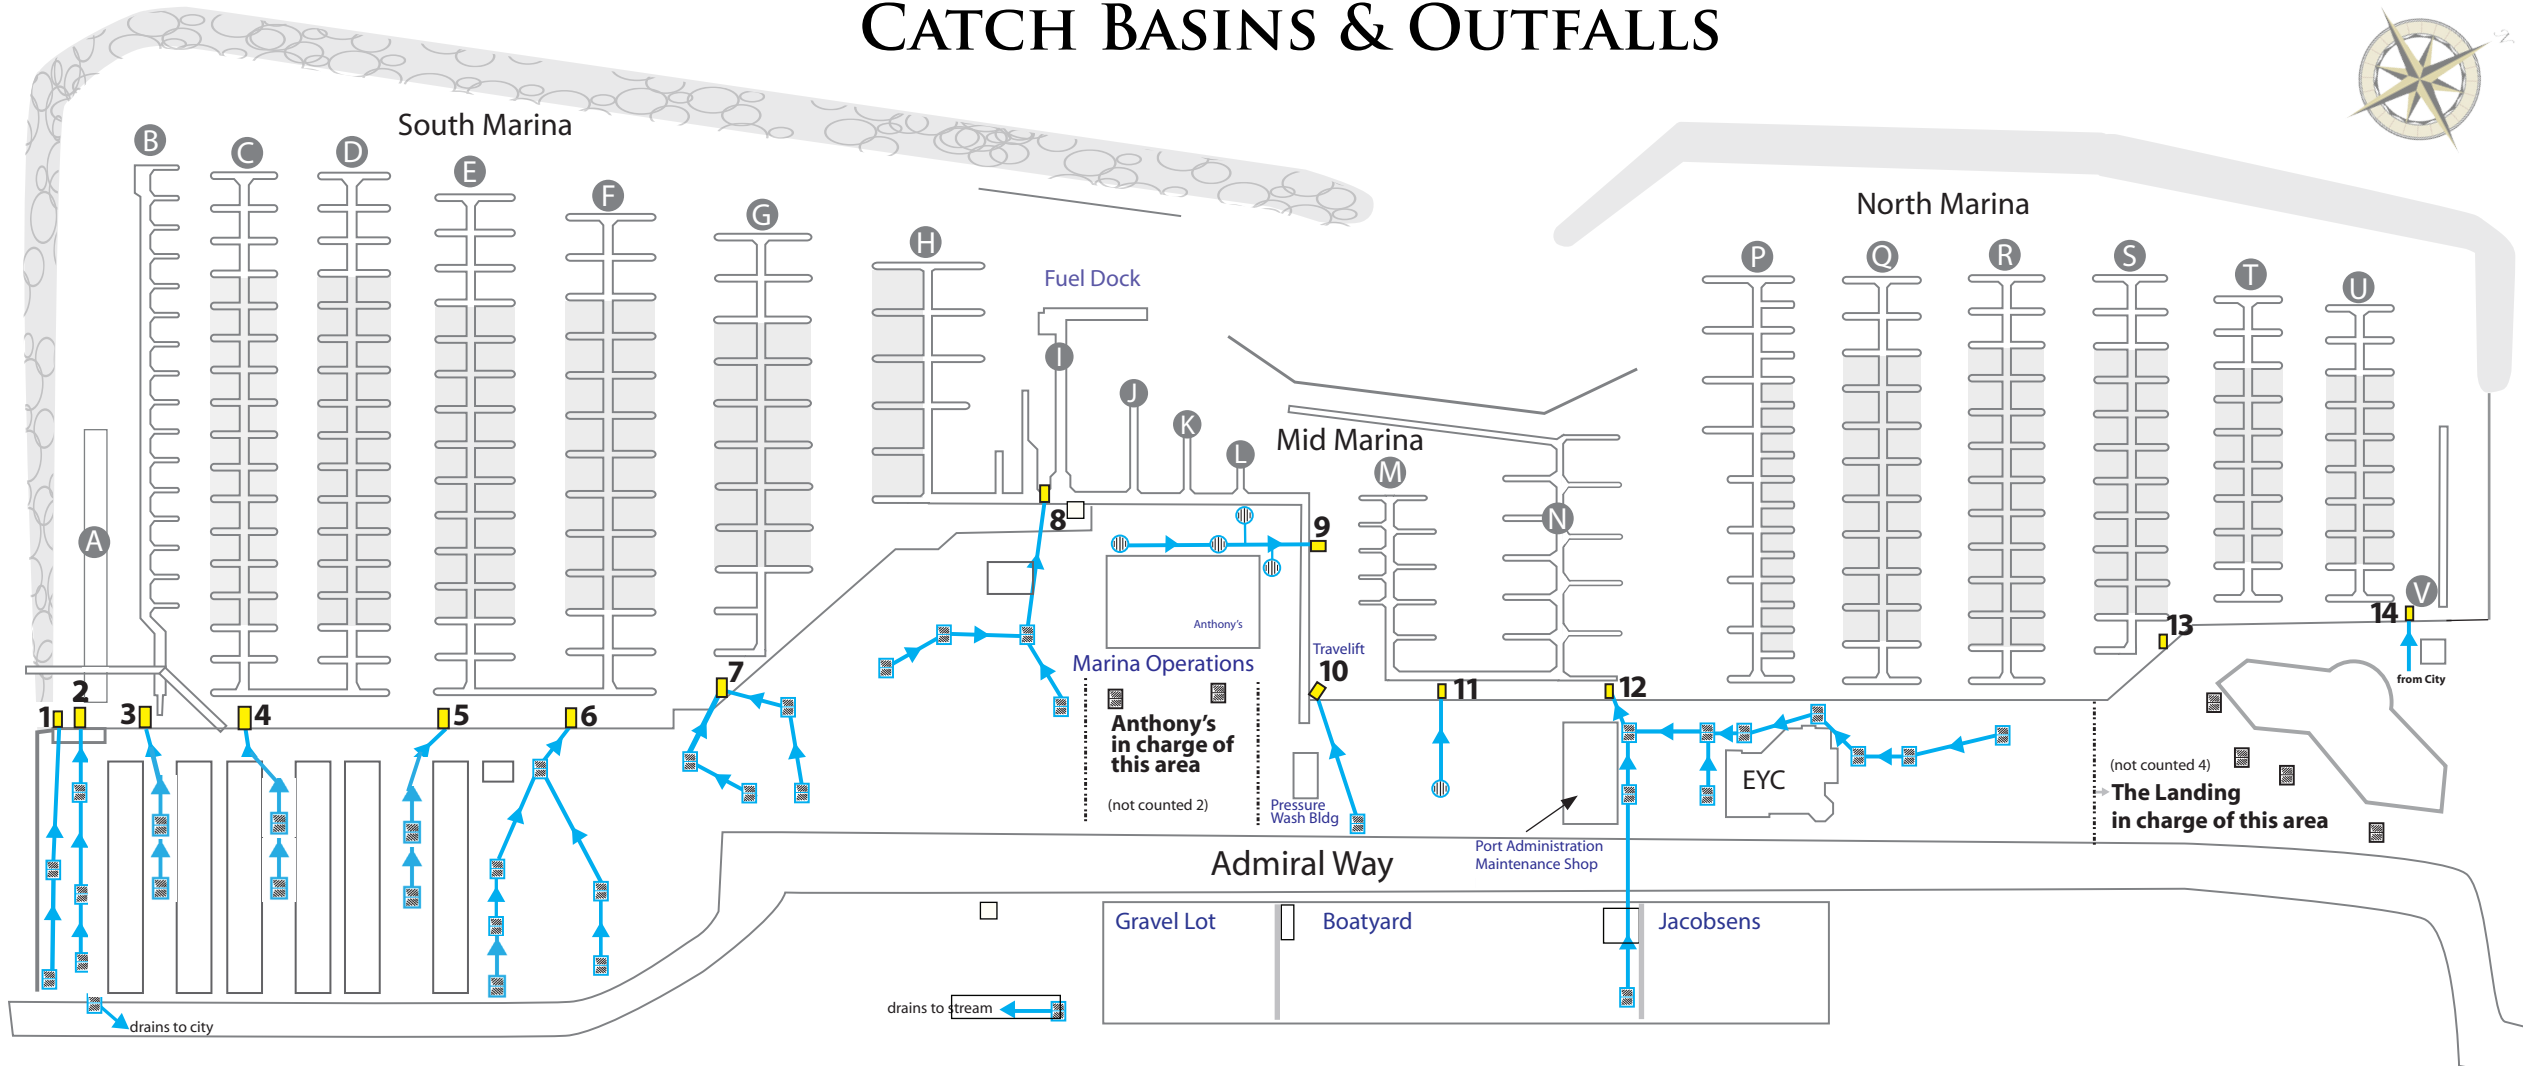 CATCH BASINS & OUTFALLS
N
South Marina
North Marina
Mid Marina
Fuel Dock
A
B
C
D
E
F
G
H
I
J
K
L
M
N
P
Q
R
S
T
U
V
1
2
3
4
5
6
7
8
9
10
11
12
13
14
from City
Anthony's
Marina Operations
Travelift
Anthony's
in charge of
this area
(not counted 2)
Pressure
Wash Bldg
EYC
Port Administration
Maintenance Shop
(not counted 4)
The Landing
in charge of this area
Admiral Way
Gravel Lot
Boatyard
Jacobsens
drains to stream
drains to city